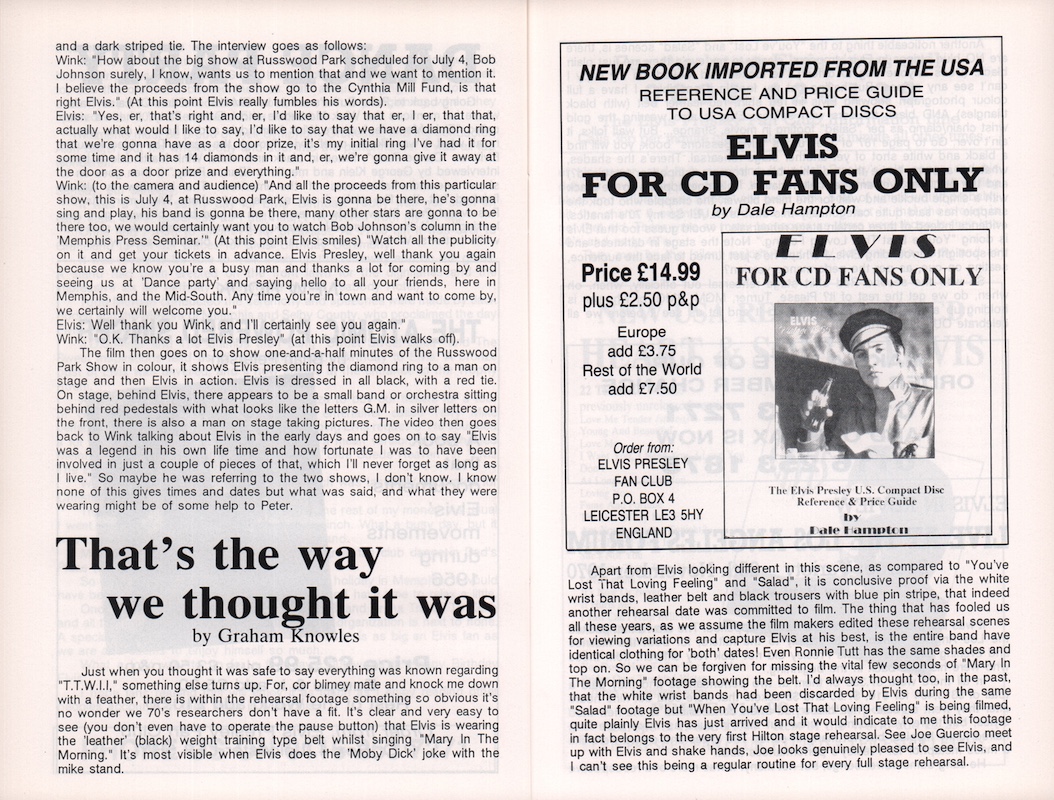 and a dark striped tie. The interview goes as follows:
Wink: "How about the big show at Russwood Park scheduled for July 4, Bob
Johnson surely, I know, wants us to mention that and we want to mention it.
I believe the proceeds from the show go to the Cynthia Mill Fund, is that
right Elvis." (At this point Elvis really fumbles his words).
Elvis: "Yes, er, that's right and, er, I'd like to say that er, I er, that that,
actually what would I like to say, I'd like to say that we have a diamond ring
that we're gonna have as a door prize, it's my initial ring I've had it for
some time and it has 14 diamonds in it and, er, we're gonna give it away at
the door as a door prize and everything."
Wink: (to the camera and audience) "And all the proceeds from this particular
show, this is July 4, at Russwood Park, Elvis is gonna be there, he's gonna
sing and play, his band is gonna be there, many other stars are gonna to be
there too, we would certainly want you to watch Bob Johnson's column in the
'Memphis Press Seminar.'" (At this point Elvis smiles) "Watch all the publicity
on it and get your tickets in advance. Elvis Presley, well thank you again
because we know you're a busy man and thanks a lot for coming by and
seeing us at 'Dance party' and saying hello to all your friends, here in
Memphis, and the Mid-South. Any time you're in town and want to come by,
we certainly will welcome you."
Elvis: Well thank you Wink, and I'll certainly see you again."
Wink: "O.K. Thanks a lot Elvis Presley" (at this point Elvis walks off).
The film then goes on to show one-and-a-half minutes of the Russwood
Park Show in colour, it shows Elvis presenting the diamond ring to a man on
stage and then Elvis in action. Elvis is dressed in all black, with a red tie.
On stage, behind Elvis, there appears to be a small band or orchestra sitting
behind red pedestals with what looks like the letters G.M. in silver letters on
the front, there is also a man on stage taking pictures. The video then goes
back to Wink talking about Elvis in the early days and goes on to say "Elvis
was a legend in his own life time and how fortunate I was to have been
involved in just a couple of pieces of that, which I'll never forget as long as
I live." So maybe he was referring to the two shows, I don't know. I know
none of this gives times and dates but what was said, and what they were
wearing might be of some help to Peter.
That's the way
we thought it was
by Graham Knowles
Just when you thought it was safe to say everything was known regarding
"T.T.W.I.I," something else turns up. For, cor blimey mate and knock me down
with a feather, there is within the rehearsal footage something so obvious it's
no wonder we 70's researchers don't have a fit. It's clear and very easy to
see (you don't even have to operate the pause button) that Elvis is wearing
the 'leather' (black) weight training type belt whilst singing "Mary In The
Morning." It's most visible when Elvis does the 'Moby Dick' joke with the
mike stand.
NEW BOOK IMPORTED FROM THE USA
REFERENCE AND PRICE GUIDE
TO USA COMPACT DISCS
ELVIS
FOR CD FANS ONLY
by Dale Hampton
Price £14.99
plus £2.50 p&p
Europe
add £3.75
Rest of the World
add £7.50
Order from:
ELVIS PRESLEY
FAN CLUB
P.O. BOX 4
LEICESTER LE3 5HY
ENGLAND
ELVIS
FOR CD FANS ONLY
ELVIS
The Elvis Presley U.S. Compact Disc
Reference & Price Guide
by
Dale Hampton
Apart from Elvis looking different in this scene, as compared to "You've
Lost That Loving Feeling" and "Salad", it is conclusive proof via the white
wrist bands, leather belt and black trousers with blue pin stripe, that indeed
another rehearsal date was committed to film. The thing that has fooled us
all these years, as we assume the film makers edited these rehearsal scenes
for viewing variations and capture Elvis at his best, is the entire band have
identical clothing for 'both' dates! Even Ronnie Tutt has the same shades and
top on. So we can be forgiven for missing the vital few seconds of "Mary In
The Morning" footage showing the belt. I'd always thought too, in the past,
that the white wrist bands had been discarded by Elvis during the same
"Salad" footage but "When You've Lost That Loving Feeling" is being filmed,
quite plainly Elvis has just arrived and it would indicate to me this footage
in fact belongs to the very first Hilton stage rehearsal. See Joe Guercio meet
up with Elvis and shake hands, Joe looks genuinely pleased to see Elvis, and
I can't see this being a regular routine for every full stage rehearsal.